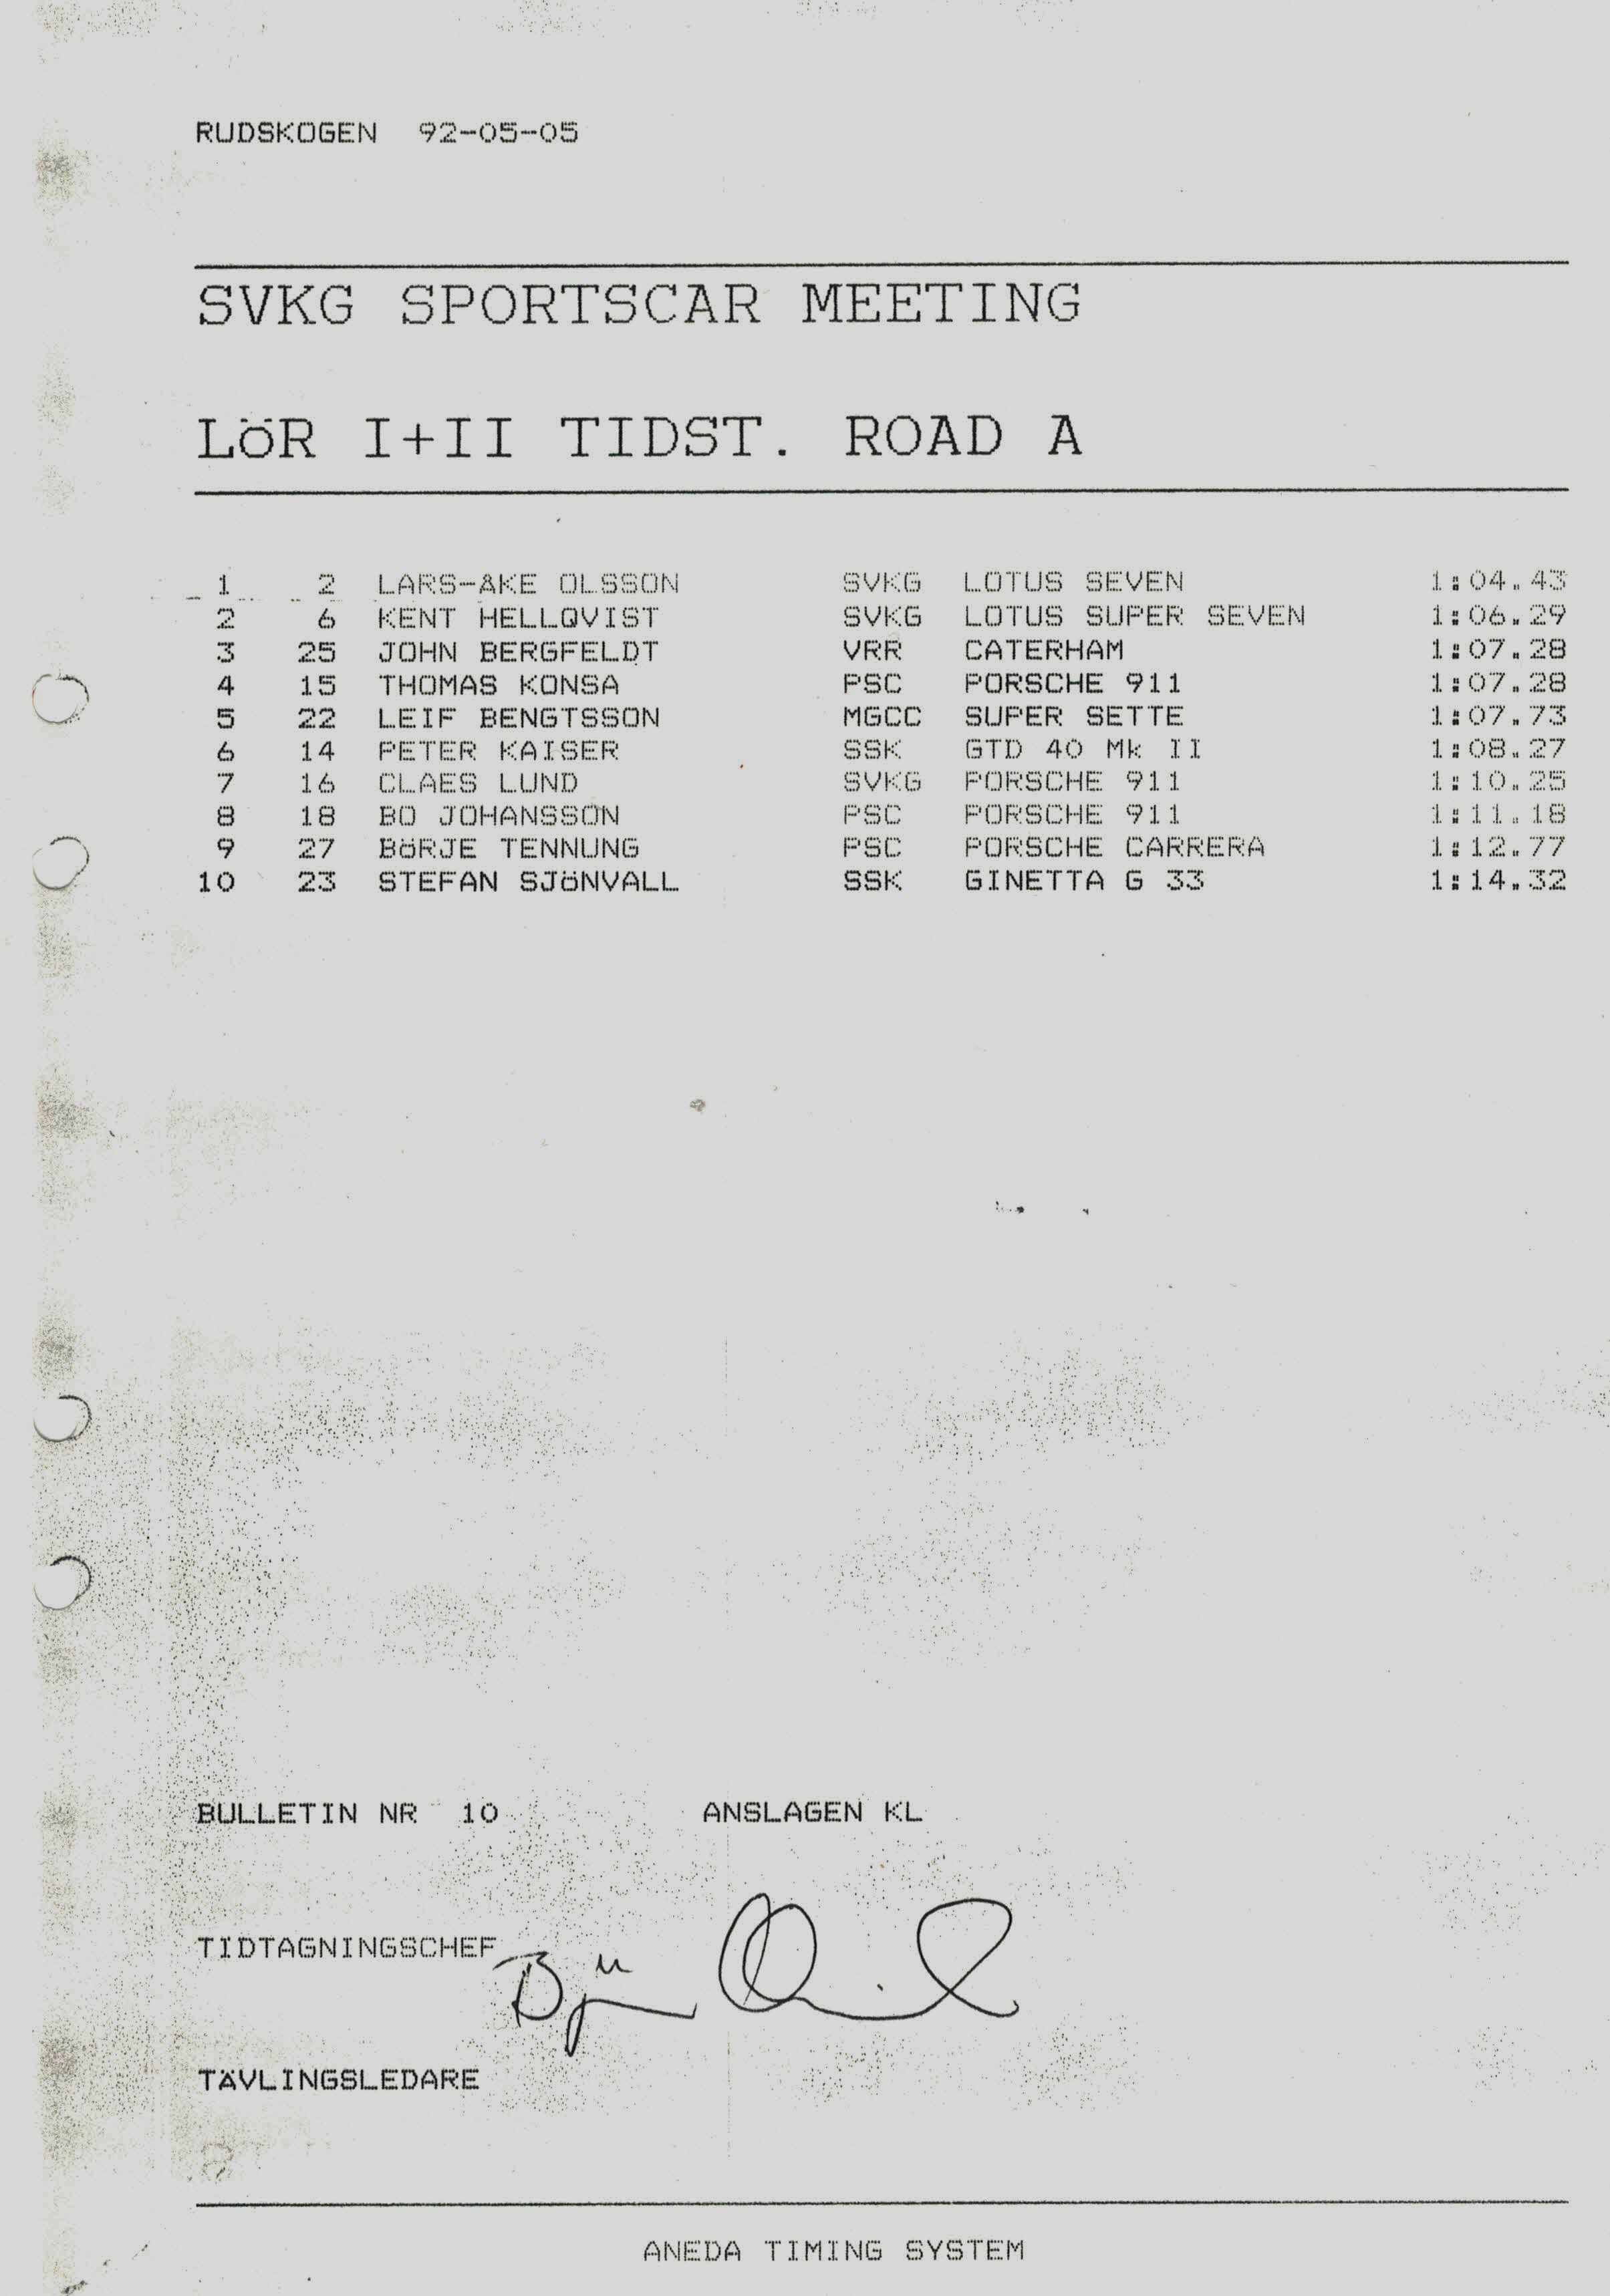 RUDSKOGEN 92-05-05
SVKG SPORTSCAR MEETING
LÖR I+II TIDST. ROAD A
1 2 LARS-ÅKE OLSSON SVKG LOTUS SEVEN 1:04.43
2 6 KENT HELLQVIST SVKG LOTUS SUPER SEVEN 1:06.29
3 25 JOHN BERGFELDT VRR CATERHAM 1:07.28
4 15 THOMAS KONSA PSC PORSCHE 911 1:07.28
5 22 LEIF BENGTSSON MGCC SUPER SETTE 1:07.73
6 14 PETER KAISER SSK GTD 40 Mk II 1:08.27
7 16 CLAES LUND SVKG PORSCHE 911 1:10.25
8 18 BO JOHANSSON PSC PORSCHE 911 1:11.18
9 27 BÖRJE TENNUNG PSC PORSCHE CARRERA 1:12.77
10 23 STEFAN SJÖNVALL SSK GINETTA G 33 1:14.32
BULLETIN NR 10 ANSLAGEN KL
TIDTAGNINGSCHEF
TÄVLINGSLEDARE
ANEDA TIMING SYSTEM